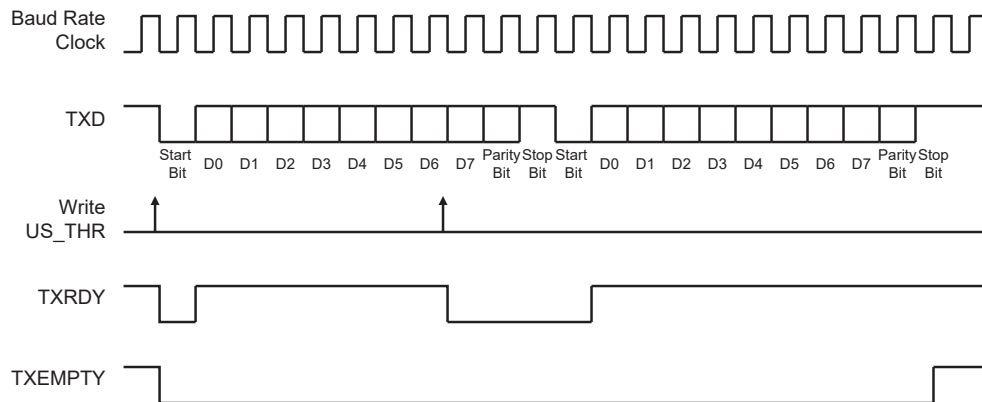 Baud Rate
Clock
TXD
Start
Bit
D0
D1
D2
D3
D4
D5
D6
D7
Parity
Bit
Stop
Bit
Start
Bit
D0
D1
D2
D3
D4
D5
D6
D7
Parity
Bit
Stop
Bit
Write
US_THR
TXRDY
TXEMPTY